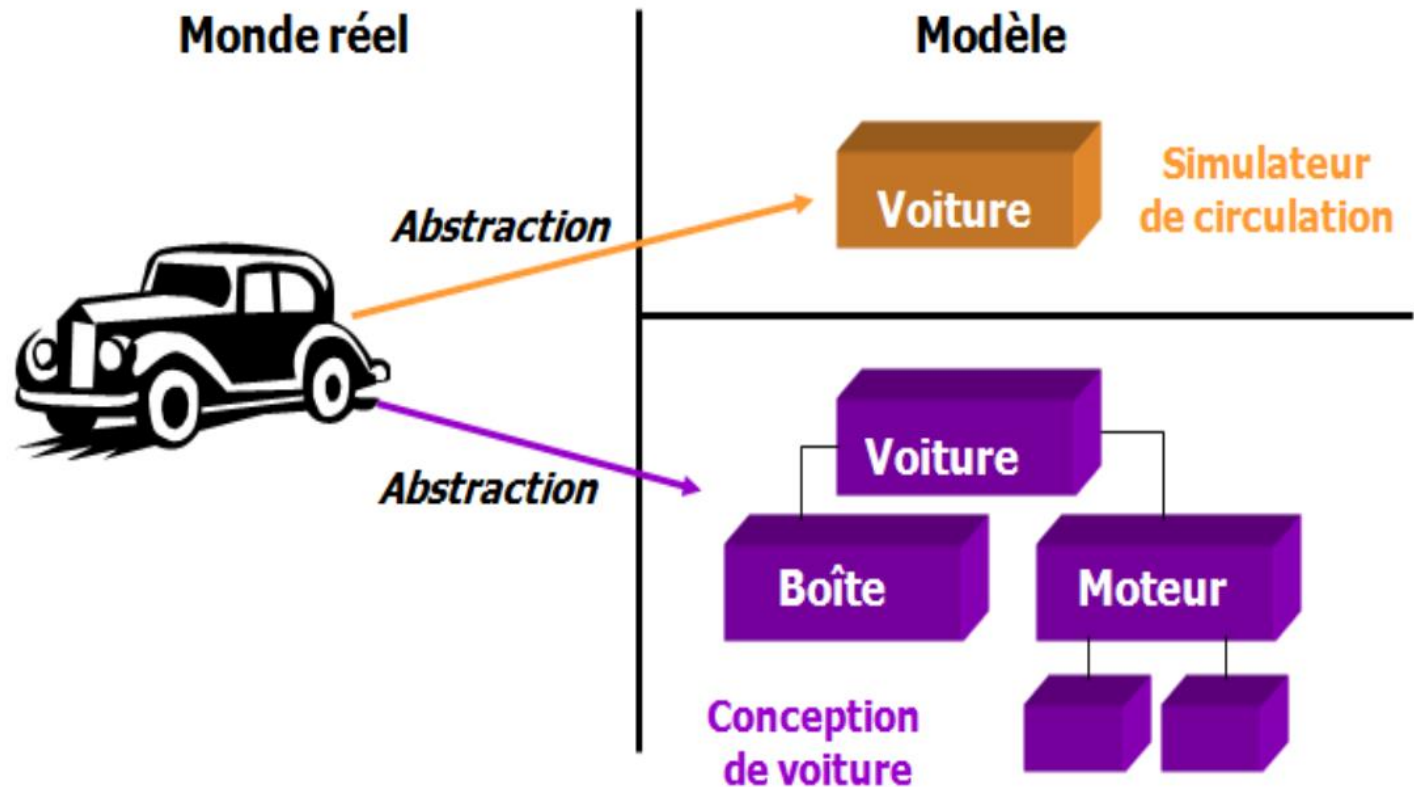 Monde réel
Modèle
Voiture
Simulateur
de circulation
Abstraction
Abstraction
Voiture
Boîte
Moteur
Conception
de voiture